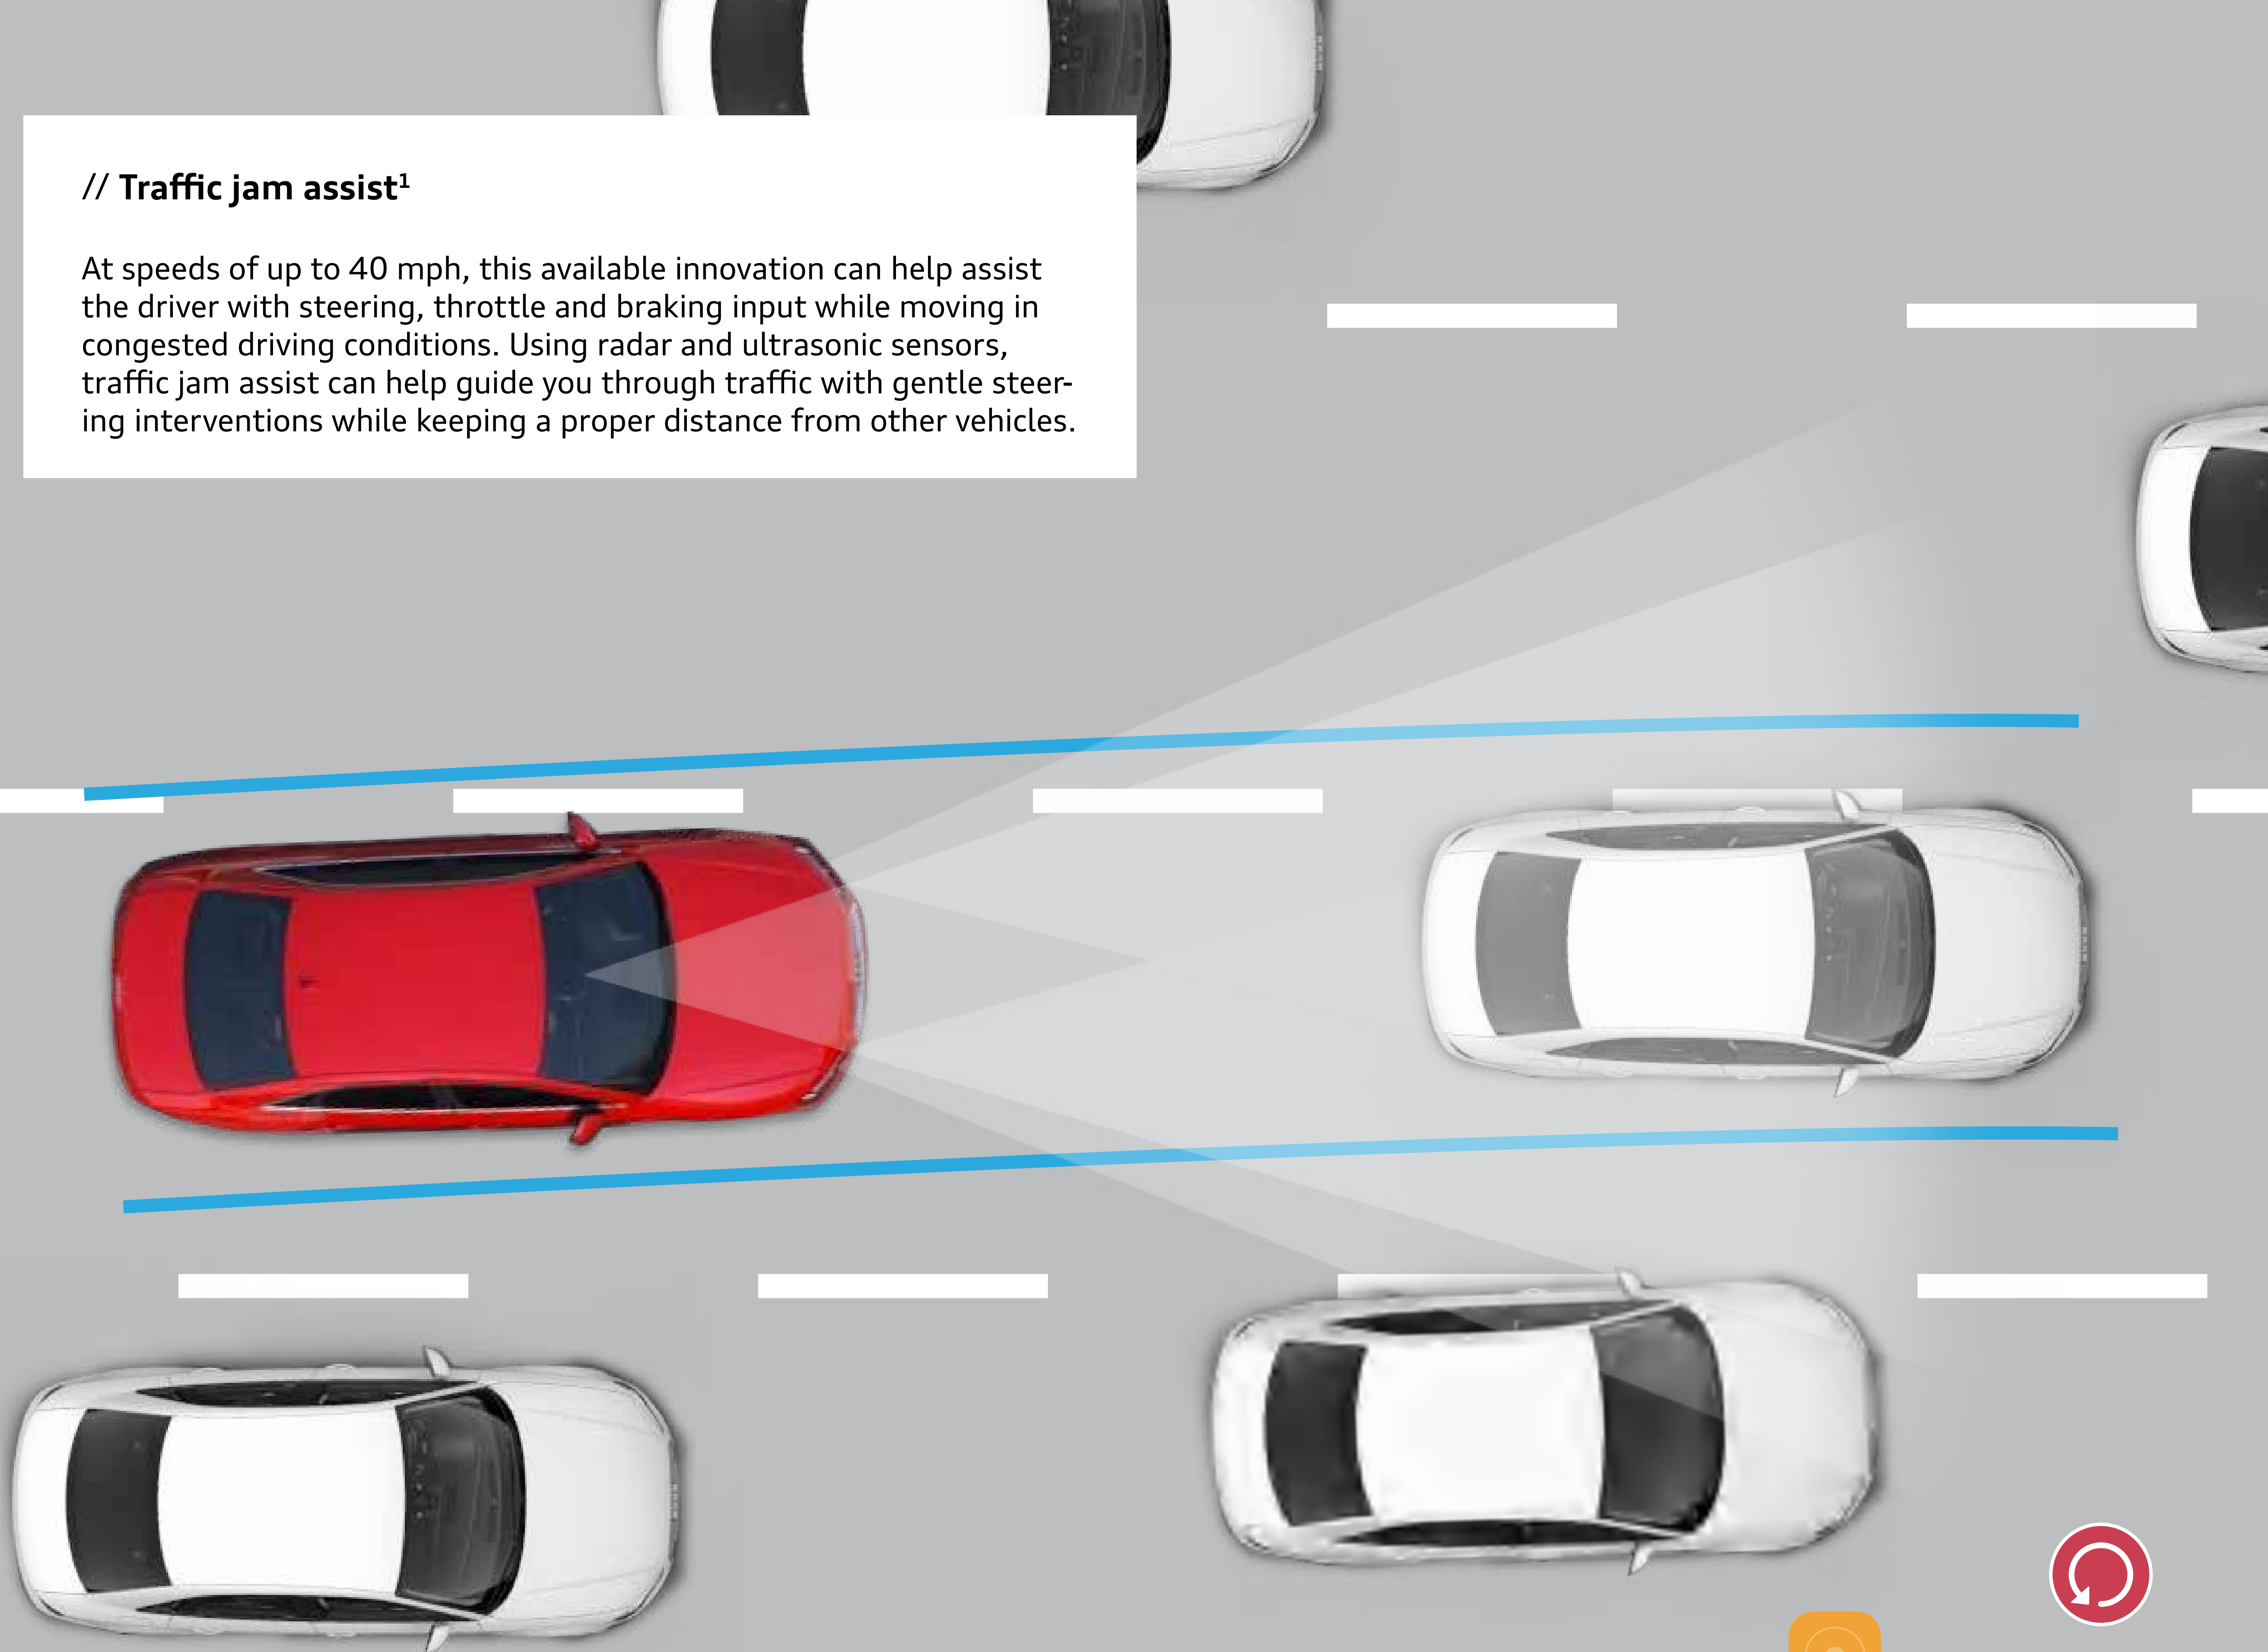 // Traffic jam assist¹
At speeds of up to 40 mph, this available innovation can help assist
the driver with steering, throttle and braking input while moving in
congested driving conditions. Using radar and ultrasonic sensors,
traffic jam assist can help guide you through traffic with gentle steer-
ing interventions while keeping a proper distance from other vehicles.